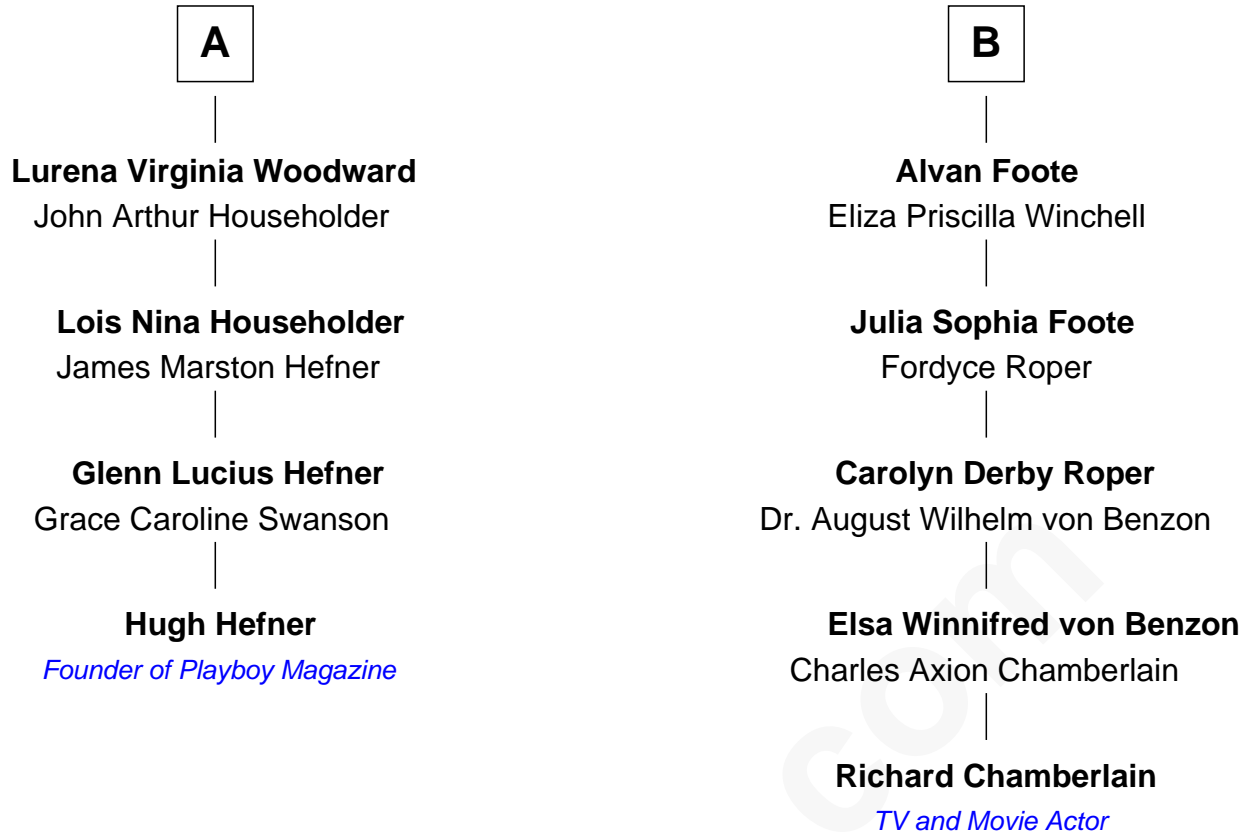 A
Lurena Virginia Woodward
John Arthur Householder
Lois Nina Householder
James Marston Hefner
Glenn Lucius Hefner
Grace Caroline Swanson
Hugh Hefner
Founder of Playboy Magazine
B
Alvan Foote
Eliza Priscilla Winchell
Julia Sophia Foote
Fordyce Roper
Carolyn Derby Roper
Dr. August Wilhelm von Benzon
Elsa Winnifred von Benzon
Charles Axion Chamberlain
Richard Chamberlain
TV and Movie Actor
com